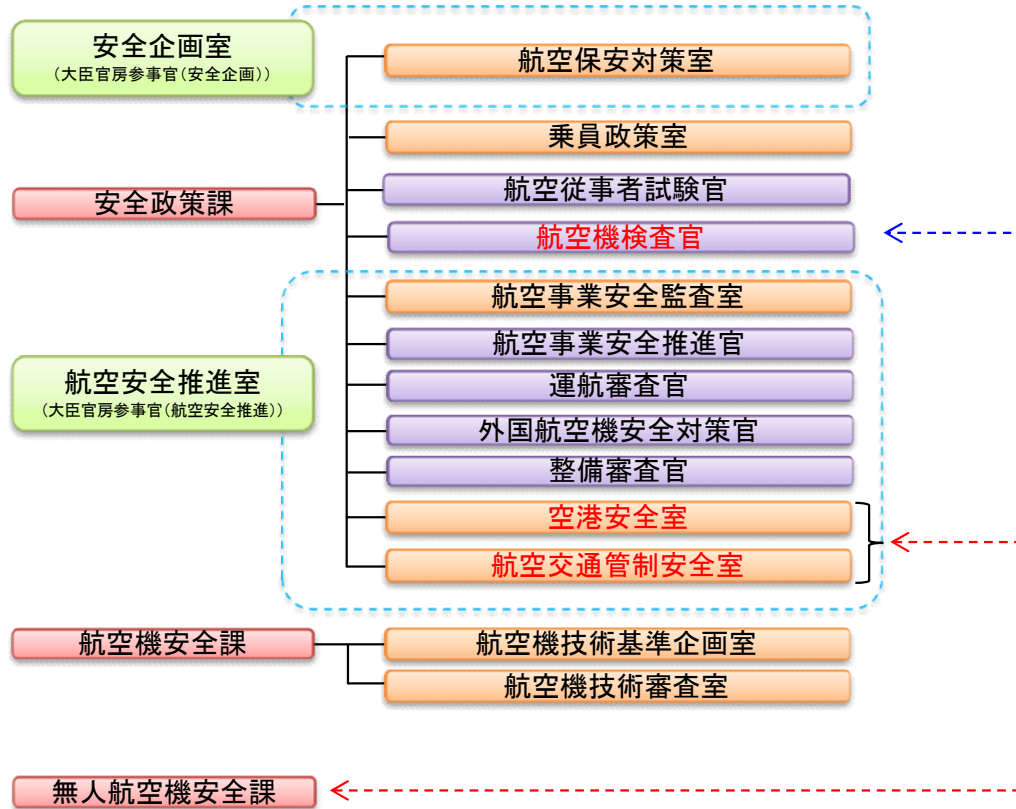 安全企画室
(大臣官房参事官(安全企画))
航空保安対策室
乗員政策室
安全政策課
航空従事者試験官
航空機検査官
航空事業安全監査室
航空事業安全推進官
航空安全推進室
(大臣官房参事官(航空安全推進))
運航審査官
外国航空機安全対策官
整備審査官
空港安全室
航空交通管制安全室
航空機安全課
航空機技術基準企画室
航空機技術審査室
無人航空機安全課